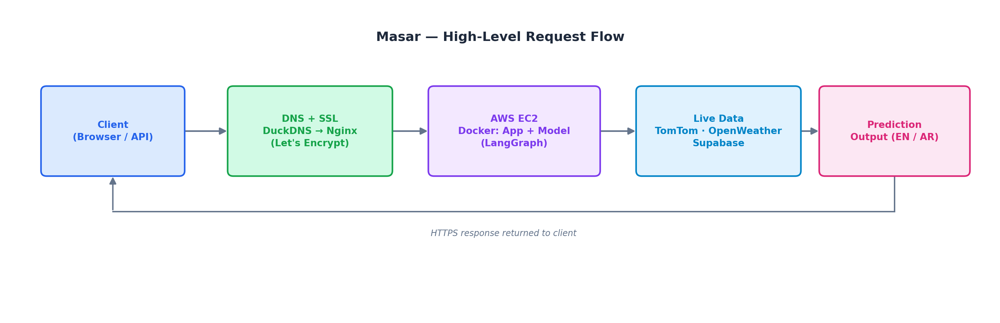 Masar — High-Level Request Flow
Client
(Browser / API)
DNS + SSL
DuckDNS → Nginx
(Let's Encrypt)
AWS EC2
Docker: App + Model
(LangGraph)
Live Data
TomTom · OpenWeather
Supabase
Prediction
Output (EN / AR)
HTTPS response returned to client